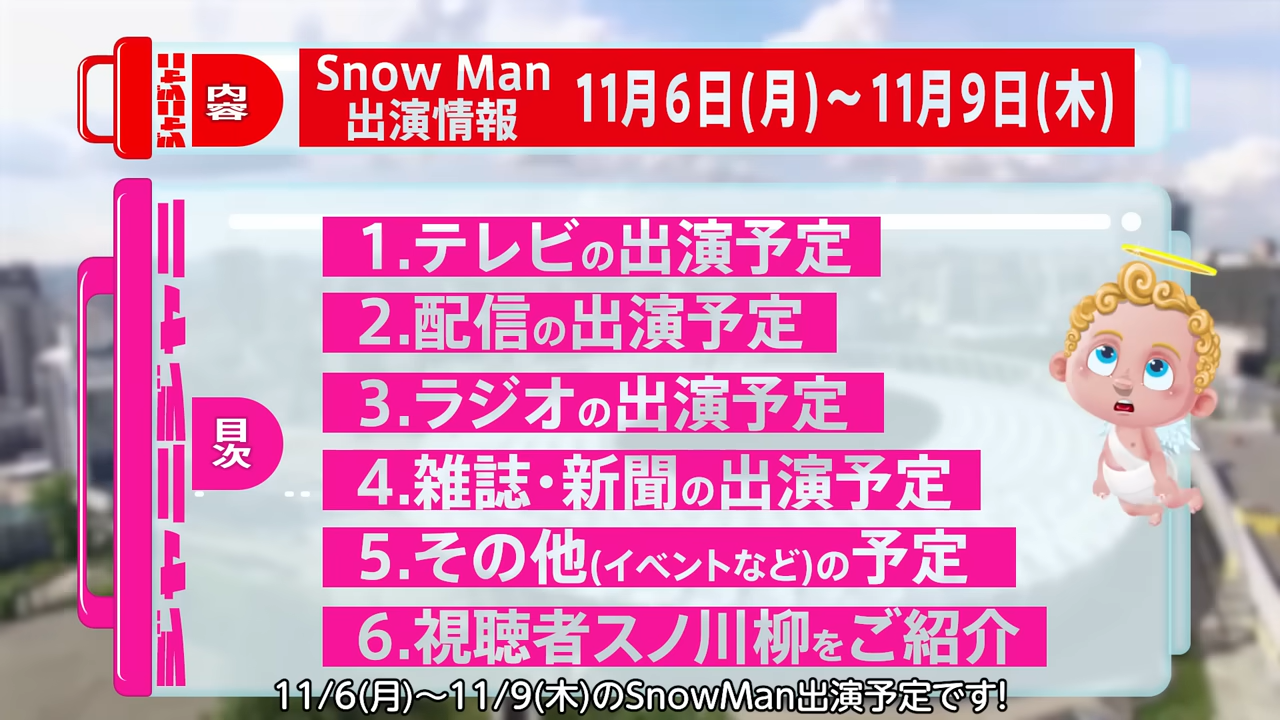 内容
Snow Man
出演情報
11月6日(月)~11月9日(木)
目次
1.テレビの出演予定
2.配信の出演予定
3.ラジオの出演予定
4.雑誌・新聞の出演予定
5.その他(イベントなど)の予定
6.視聴者スノ川柳をご紹介
11/6(月)~11/9(木)のSnowMan出演予定です!